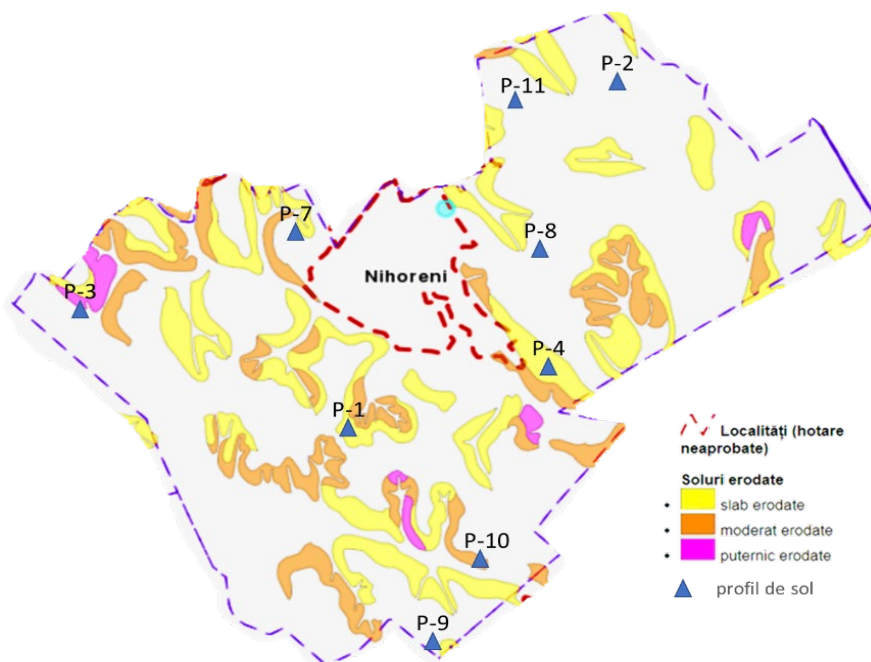 P-2
P-11
P-7
P-8
Nihoreni
P-3
P-4
P-1
P-10
P-9
Localități (hotare
neaprobate)
Soluri erodate
• slab erodate
• moderat erodate
• puternic erodate
profil de sol